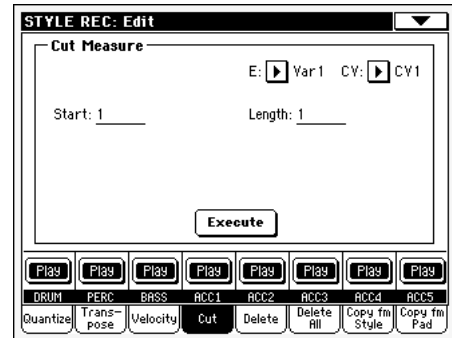 STYLE REC: Edit
Cut Measure
E: Var1 CV: CV1
Start: 1 Length: 1
Execute
Play Play Play Play Play Play Play Play
DRUM PERC BASS ACC1 ACC2 ACC3 ACC4 ACC5
Quantize Trans-pose Velocity Cut Delete Delete All Copy fm Style Copy fm Pad